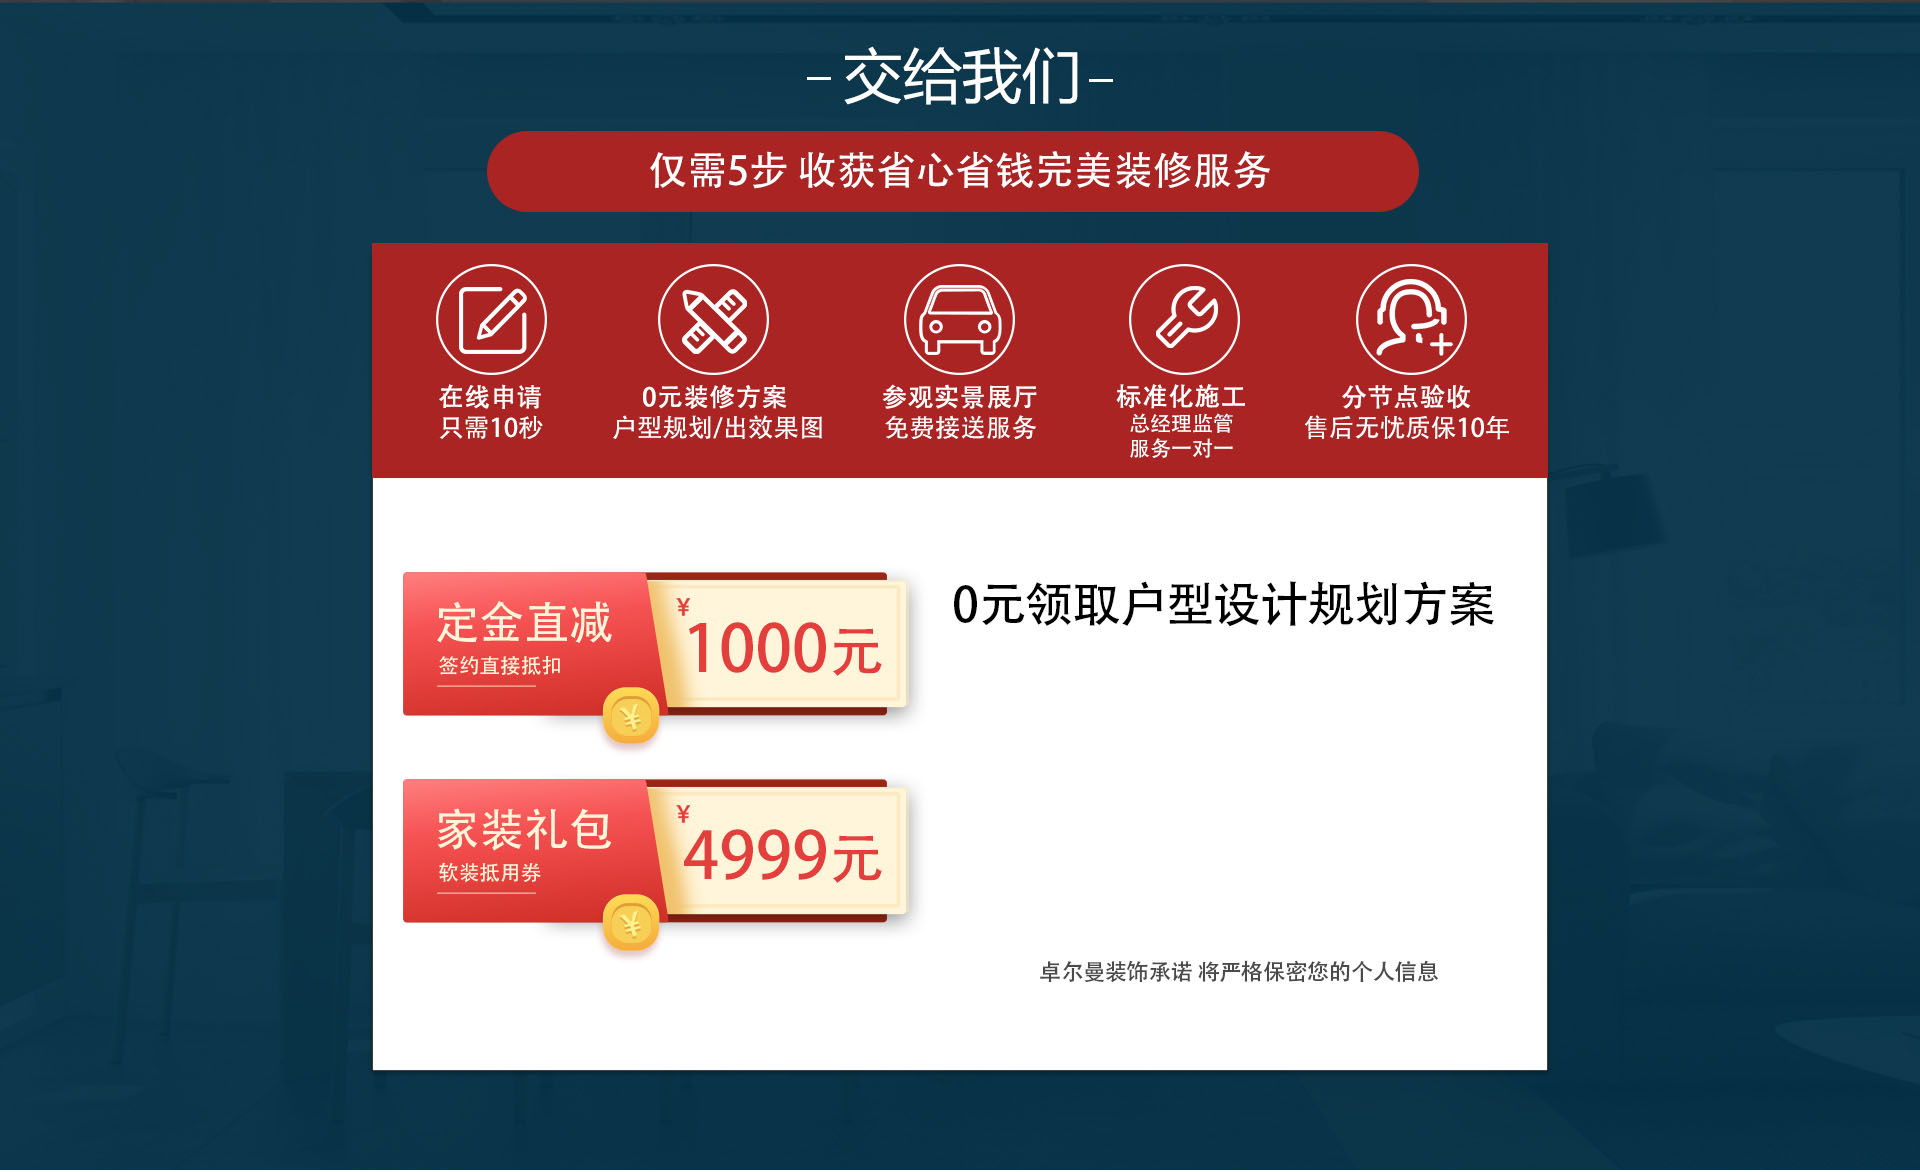 交给我们
仅需5步 收获省心省钱完美装修服务
在线申请
只需10秒
0元装修方案
户型规划/出效果图
参观实景展厅
免费接送服务
标准化施工
总经理监管
服务一对一
分节点验收
售后无忧质保10年
定金直减
签约直接抵扣
¥
1000元
¥
家装礼包
软装抵用券
¥
4999元
¥
0元领取户型设计规划方案
卓尔曼装饰承诺 将严格保密您的个人信息